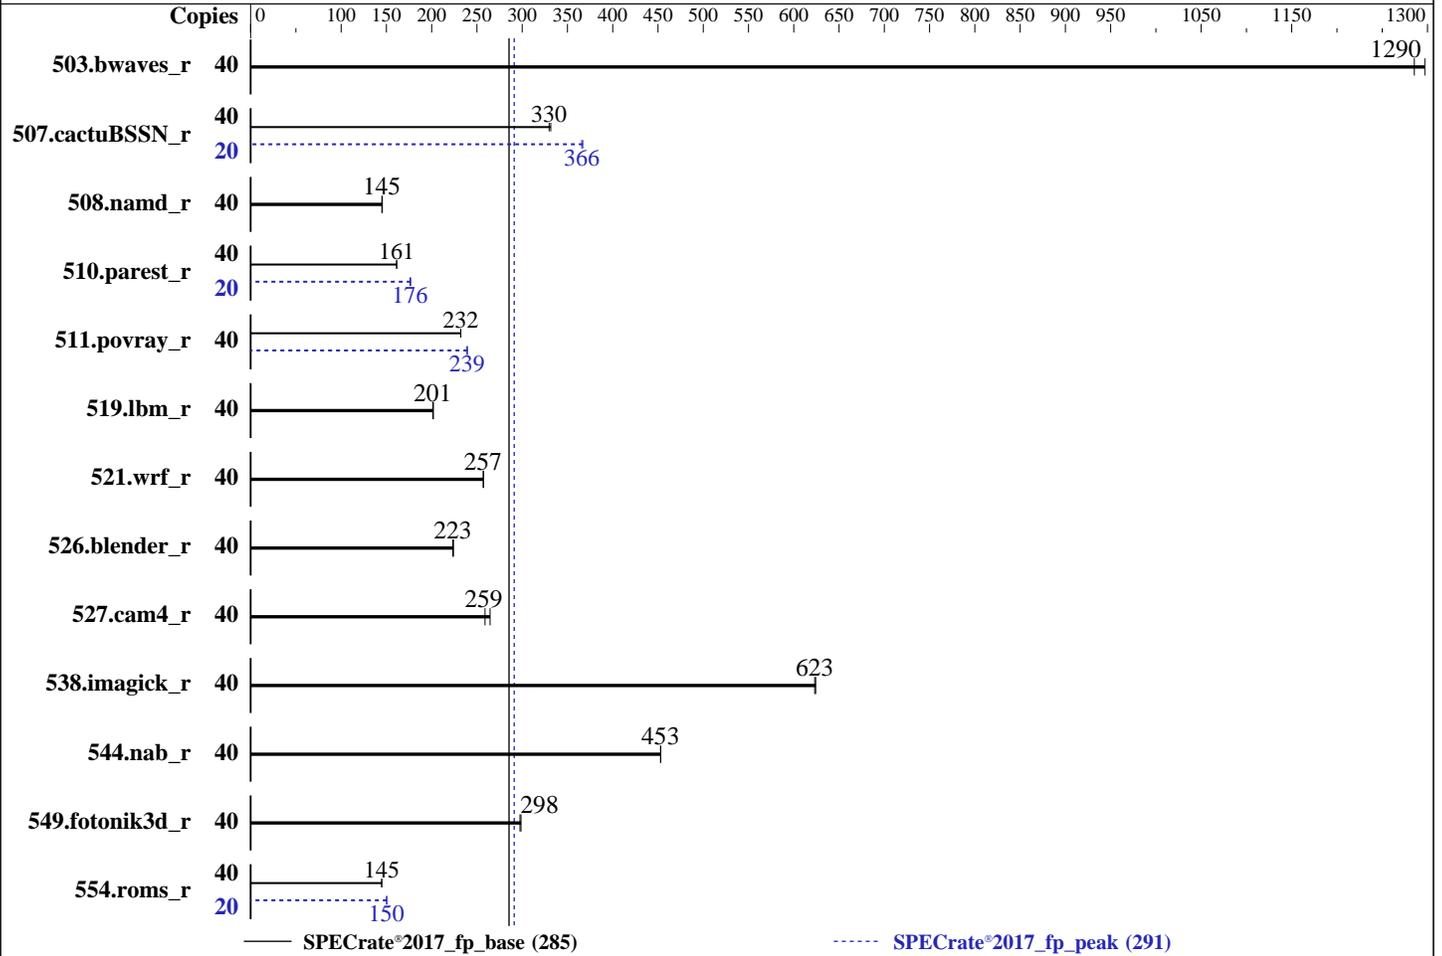 Copies 0 100 150 200 250 300 350 400 450 500 550 600 650 700 750 800 850 900 950 1050 1150 1300
503.bwaves_r 40 1290
507.cactuBSSN_r 40 330
20 366
508.namd_r 40 145
510.parest_r 40 161
20 176
511.povray_r 40 232
239
519.lbm_r 40 201
521.wrf_r 40 257
526.blender_r 40 223
527.cam4_r 40 259
538.imagick_r 40 623
544.nab_r 40 453
549.fotonik3d_r 40 298
554.roms_r 40 145
20 150
SPECrate®2017_fp_base (285) SPECrate®2017_fp_peak (291)